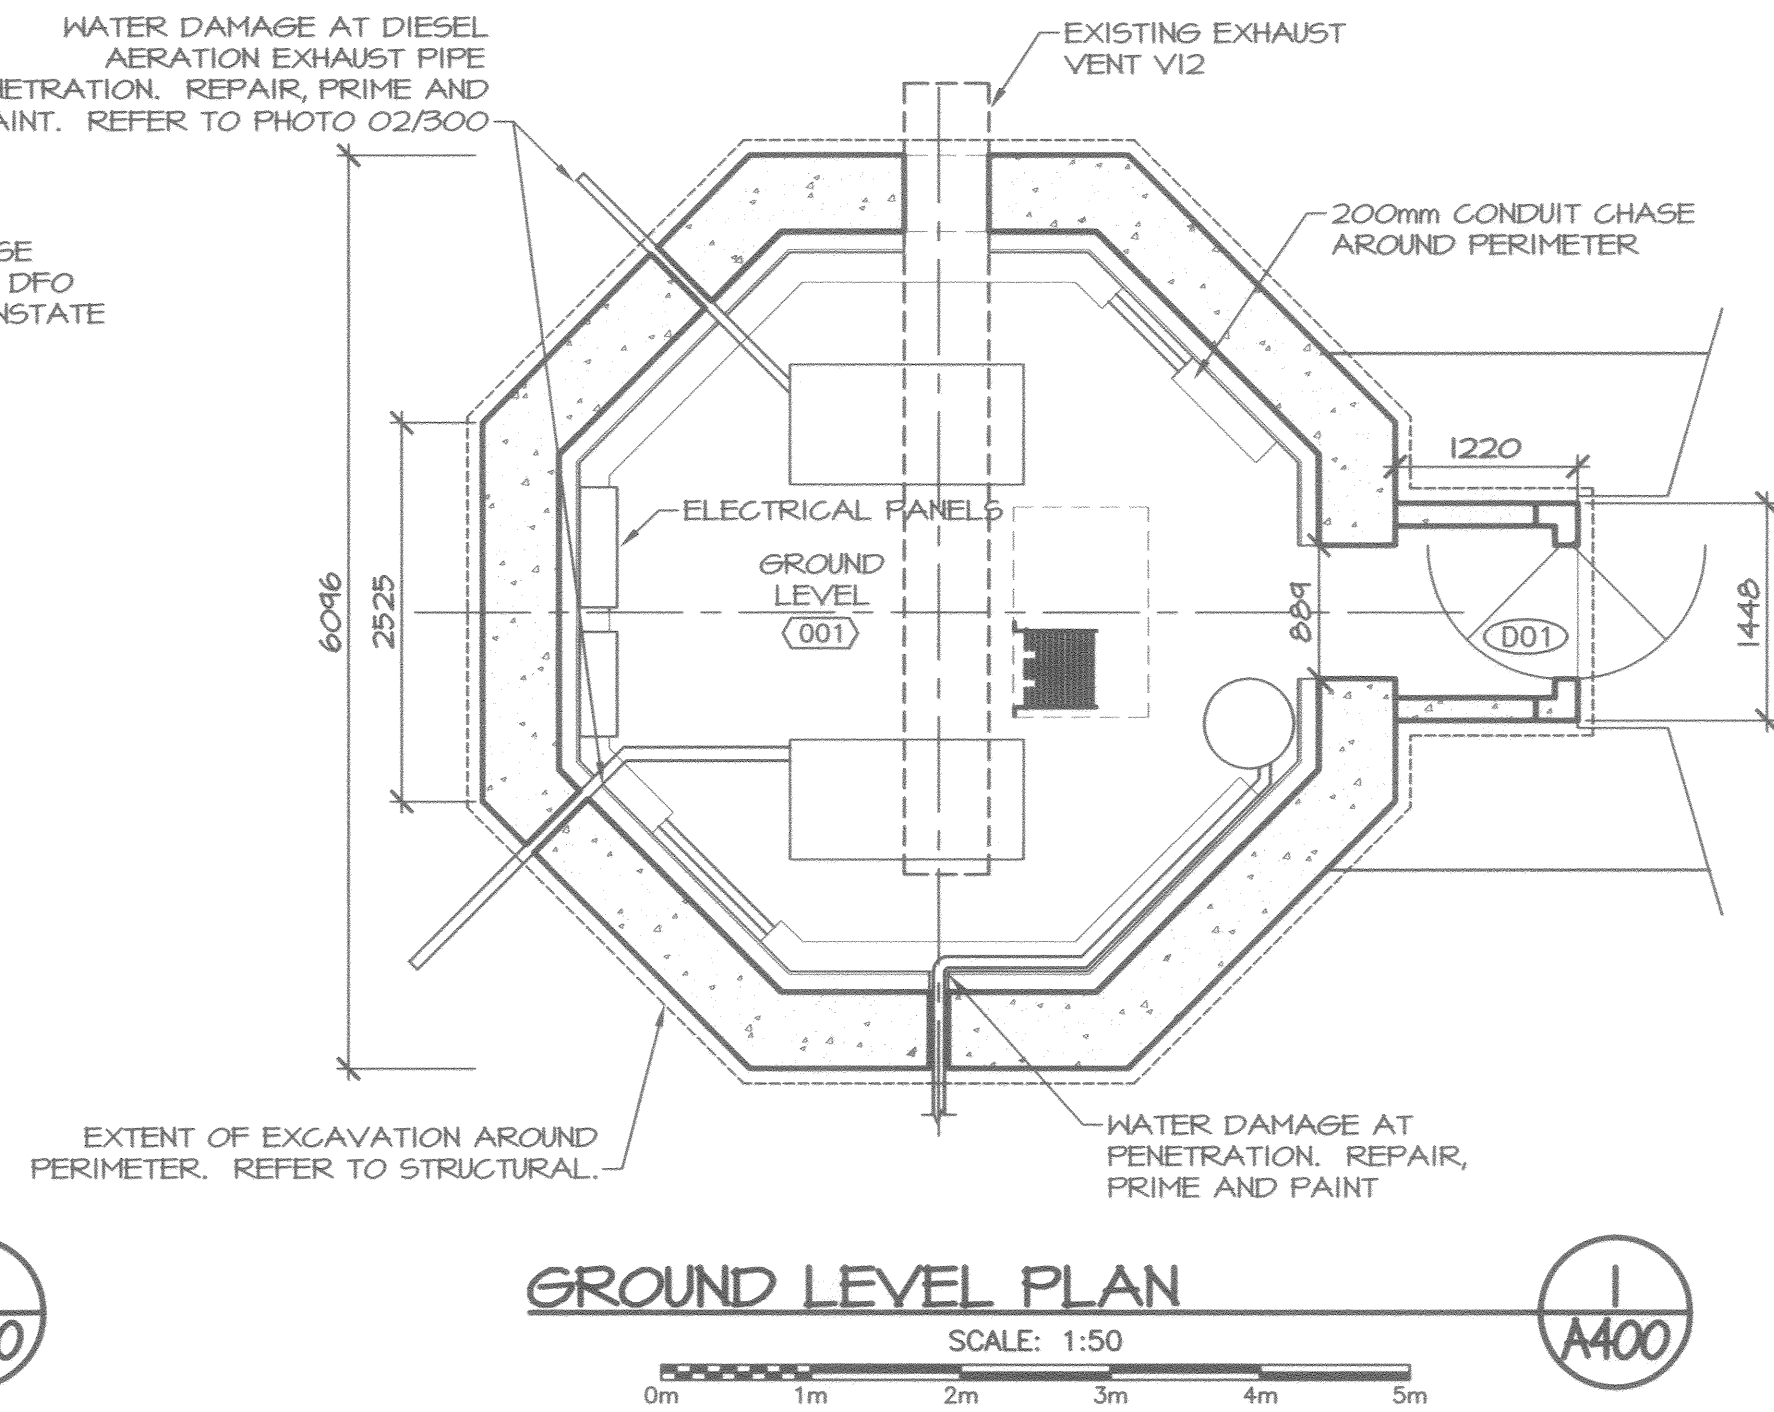 WATER DAMAGE AT DIESEL
AERATION EXHAUST PIPE
NETRATION. REPAIR, PRIME AND
AINT. REFER TO PHOTO 02/300
EXISTING EXHAUST
VENT V12
200mm CONDUIT CHASE
AROUND PERIMETER
SE
DFO
NSTATE
1220
ELECTRICAL PANELS
GROUND
LEVEL
001
6096
2525
889
D01
1448
EXTENT OF EXCAVATION AROUND
PERIMETER. REFER TO STRUCTURAL.
WATER DAMAGE AT
PENETRATION. REPAIR,
PRIME AND PAINT
GROUND LEVEL PLAN
SCALE: 1:50
0m 1m 2m 3m 4m 5m
1
A400
0